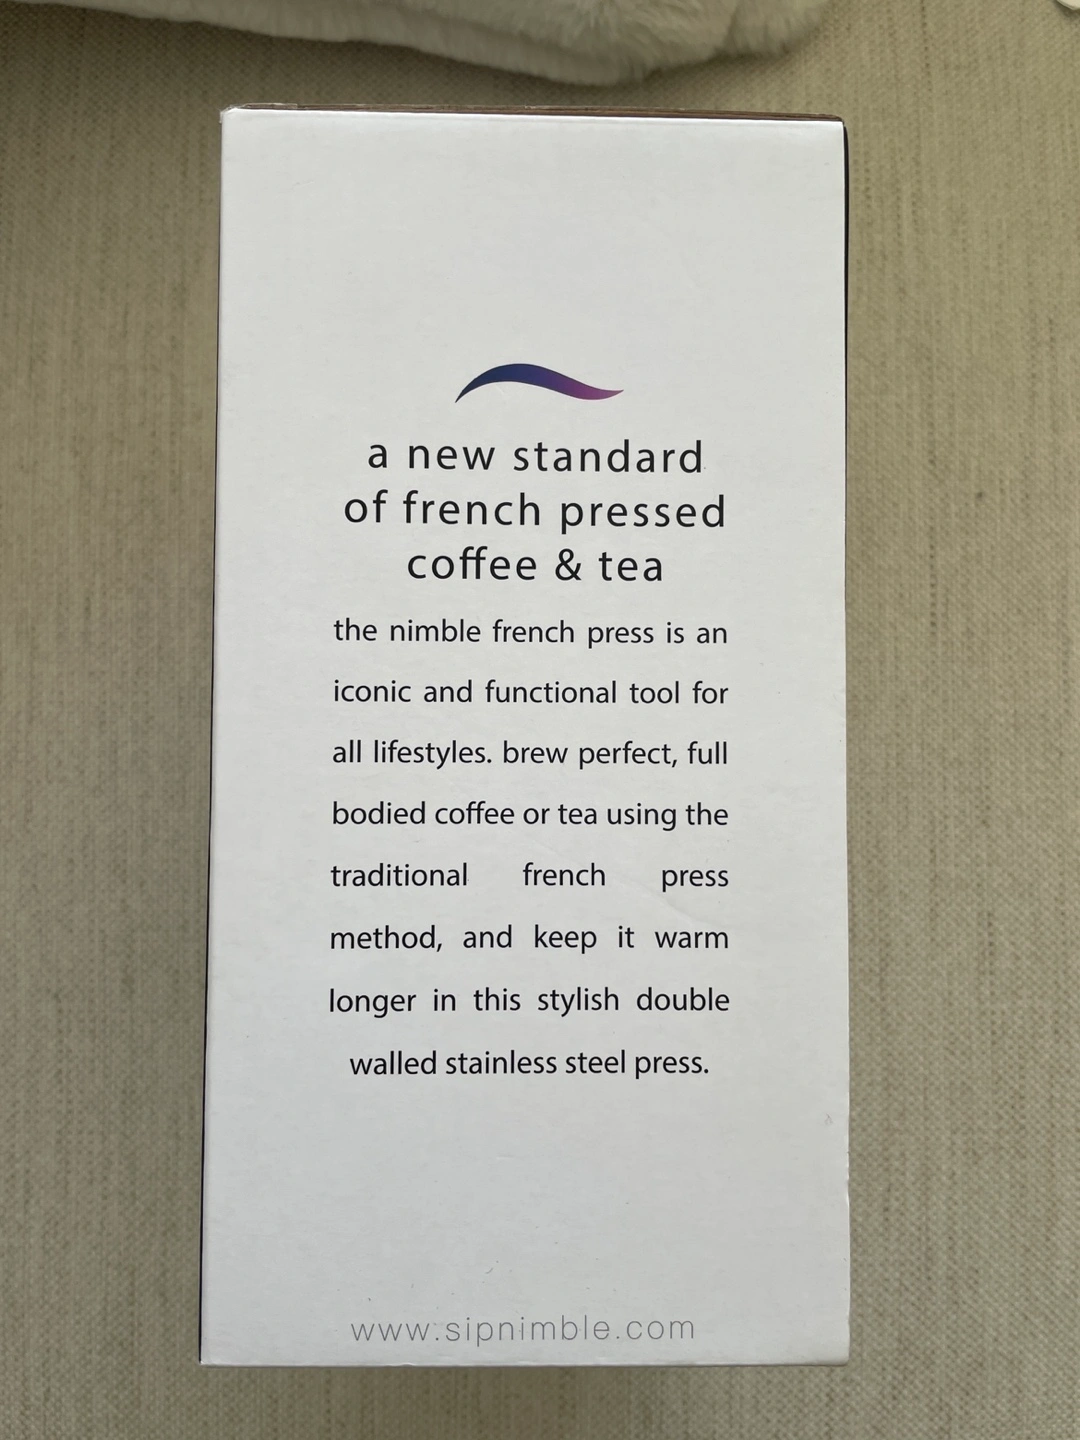 a new standard
of french pressed
coffee & tea
the nimble french press is an
iconic and functional tool for
all lifestyles. brew perfect, full
bodied coffee or tea using the
traditional french press
method, and keep it warm
longer in this stylish double
walled stainless steel press.
www.sipnimble.com